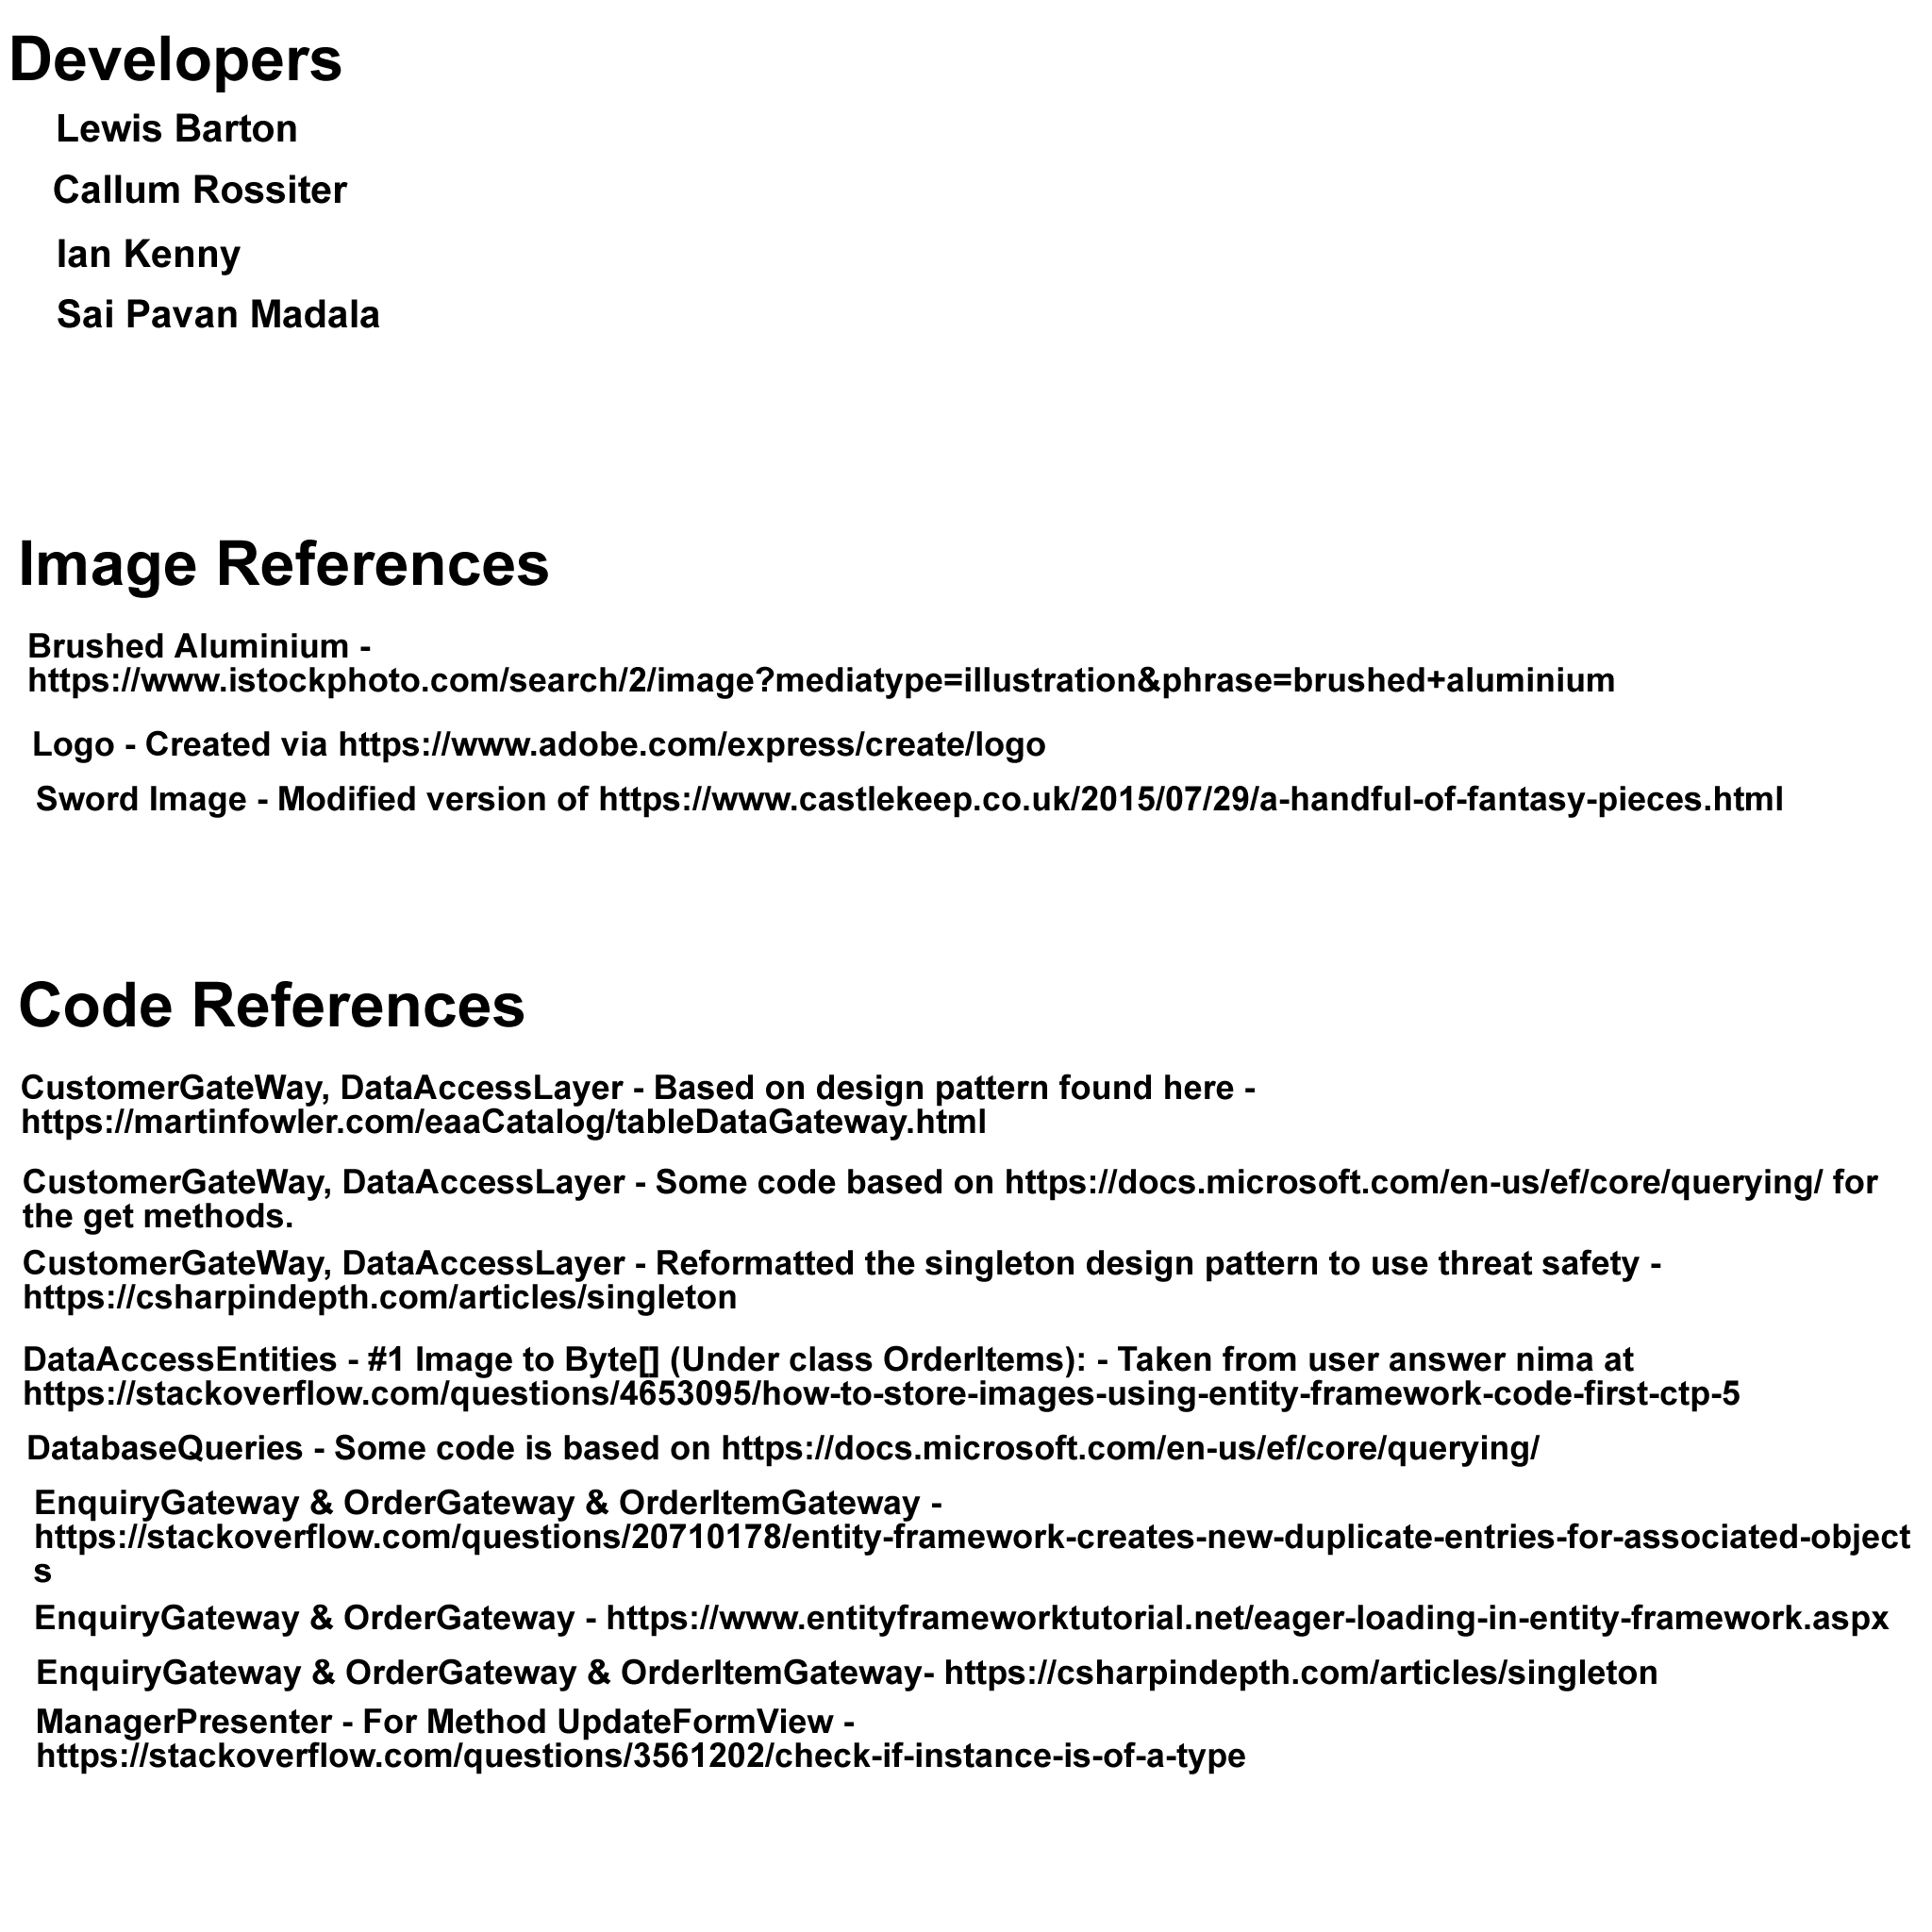 Developers
Lewis Barton
Callum Rossiter
Ian Kenny
Sai Pavan Madala
Image References
Brushed Aluminium -
https://www.istockphoto.com/search/2/image?mediatype=illustration&phrase=brushed+aluminium
Logo - Created via https://www.adobe.com/express/create/logo
Sword Image - Modified version of https://www.castlekeep.co.uk/2015/07/29/a-handful-of-fantasy-pieces.html
Code References
CustomerGateWay, DataAccessLayer - Based on design pattern found here -
https://martinfowler.com/eaaCatalog/tableDataGateway.html
CustomerGateWay, DataAccessLayer - Some code based on https://docs.microsoft.com/en-us/ef/core/querying/ for
the get methods.
CustomerGateWay, DataAccessLayer - Reformatted the singleton design pattern to use threat safety -
https://csharpindepth.com/articles/singleton
DataAccessEntities - #1 Image to Byte[] (Under class OrderItems): - Taken from user answer nima at
https://stackoverflow.com/questions/4653095/how-to-store-images-using-entity-framework-code-first-ctp-5
DatabaseQueries - Some code is based on https://docs.microsoft.com/en-us/ef/core/querying/
EnquiryGateway & OrderGateway & OrderItemGateway -
https://stackoverflow.com/questions/20710178/entity-framework-creates-new-duplicate-entries-for-associated-object
s
EnquiryGateway & OrderGateway - https://www.entityframeworktutorial.net/eager-loading-in-entity-framework.aspx
EnquiryGateway & OrderGateway & OrderItemGateway- https://csharpindepth.com/articles/singleton
ManagerPresenter - For Method UpdateFormView -
https://stackoverflow.com/questions/3561202/check-if-instance-is-of-a-type